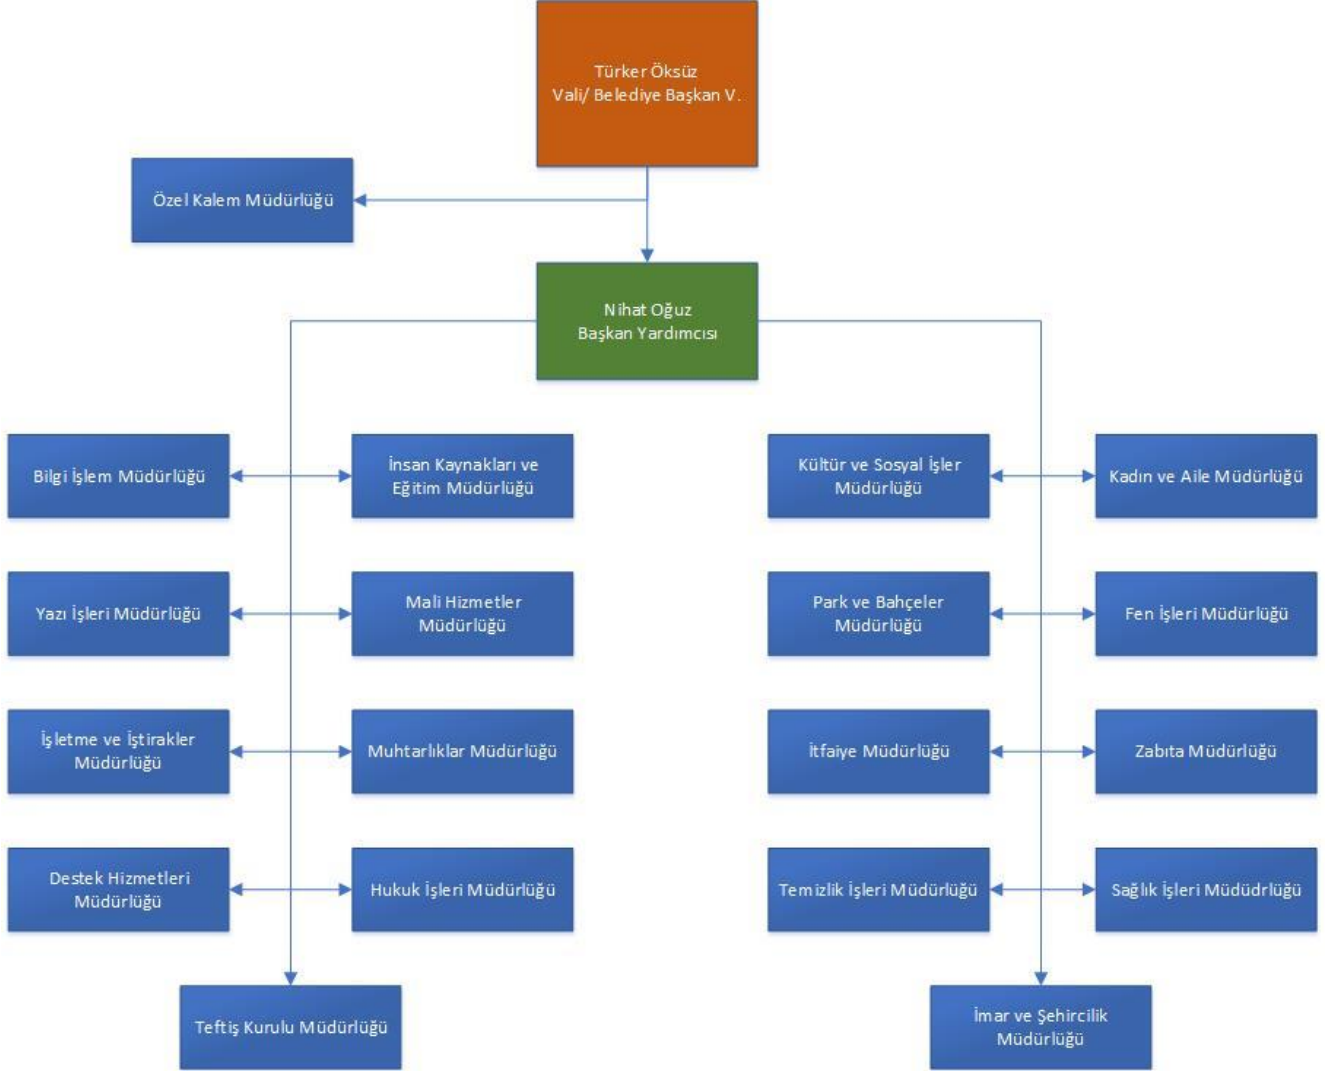 Türker Öksüz
Vali/ Belediye Başkan V.
Özel Kalem Müdürlüğü
Nihat Oğuz
Başkan Yardımcısı
Bilgi İşlem Müdürlüğü
İnsan Kaynakları ve
Eğitim Müdürlüğü
Kültür ve Sosyal İşler
Müdürlüğü
Kadın ve Aile Müdürlüğü
Yazı İşleri Müdürlüğü
Mali Hizmetler
Müdürlüğü
Park ve Bahçeler
Müdürlüğü
Fen İşleri Müdürlüğü
İşletme ve İştirakler
Müdürlüğü
Muhtarlıklar Müdürlüğü
İtfaiye Müdürlüğü
Zabıta Müdürlüğü
Destek Hizmetleri
Müdürlüğü
Hukuk İşleri Müdürlüğü
Temizlik İşleri Müdürlüğü
Sağlık İşleri Müdüdrlüğü
Teftiş Kurulu Müdürlüğü
İmar ve Şehircilik
Müdürlüğü